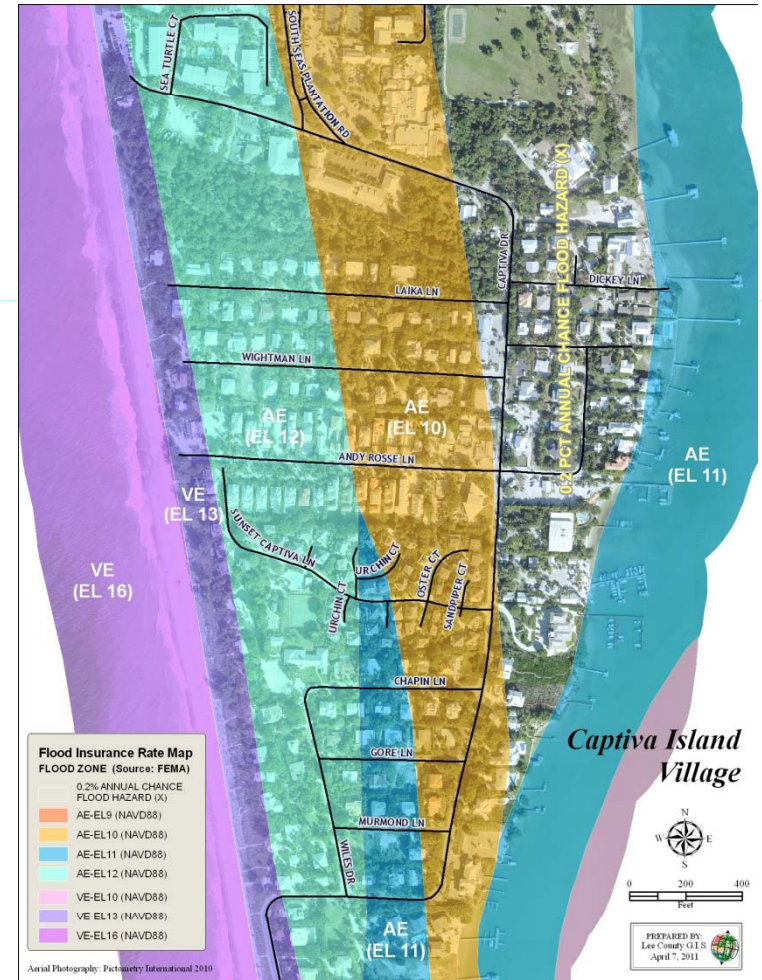 SEA TURTLE CT
SOUTH SEAS PLANTATION RD
CAPTIVA DR
0.2 PCT ANNUAL CHANCE FLOOD HAZARD (X)
DICKEY LN
LAIKA LN
WIGHTMAN LN
AE
(EL 12)
AE
(EL 10)
ANDY ROSSE LN
AE
(EL 11)
VE
(EL 13)
SUNSET CAPTIVA LN
VE
(EL 16)
URCHIN CT
URCHIN CT
OSTER CT
SANDPIPER CT
CHAPIN LN
GORE LN
MURMOND LN
WILES DR
AE
(EL 11)
Captiva Island
Village
Flood Insurance Rate Map
FLOOD ZONE (Source: FEMA)
0.2% ANNUAL CHANCE
FLOOD HAZARD (X)
AE-EL9 (NAVD88)
AE-EL10 (NAVD88)
AE-EL11 (NAVD88)
AE-EL12 (NAVD88)
VE-EL10 (NAVD88)
VE-EL13 (NAVD88)
VE-EL16 (NAVD88)
N
W E
S
0 200 400
Feet
PREPARED BY:
Lee County G.I.S.
April 7, 2011
Aerial Photography: Pictometry International 2010